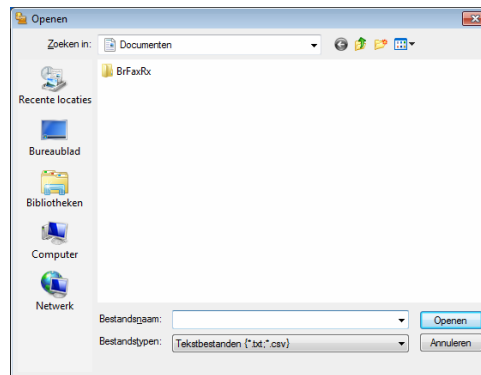 Openen
Zoeken in:
Documenten
BrFaxRx
Recente locaties
Bureaublad
Bibliotheken
Computer
Netwerk
Bestandsnaam:
Openen
Bestandstypen:
Tekstbestanden {*.txt;*.csv}
Annuleren